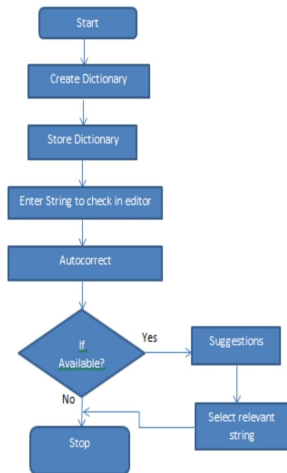 Start
Create Dictionary
Store Dictionary
Enter String to check in editor
Autocorrect
If
Available?
Yes
Suggestions
No
Select relevant
string
Stop